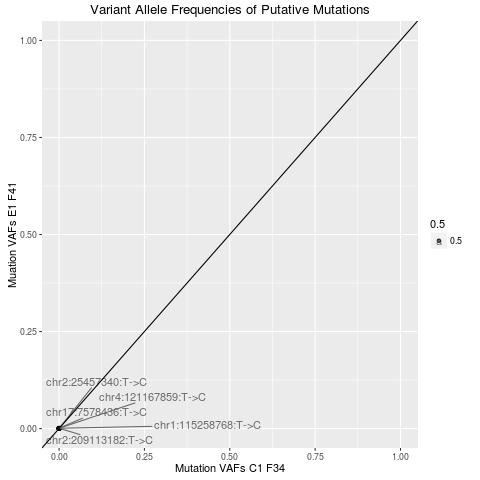 Variant Allele Frequencies of Putative Mutations
Muation VAFs E1 F41
1.00
0.75
0.50
0.25
0.00
chr2:25457340:T->C
chr4:121167859:T->C
chr17:7578436:T->C
chr1:115258768:T->C
chr2:209113182:T->C
0.00 0.25 0.50 0.75 1.00
Mutation VAFs C1 F34
0.5
0.5